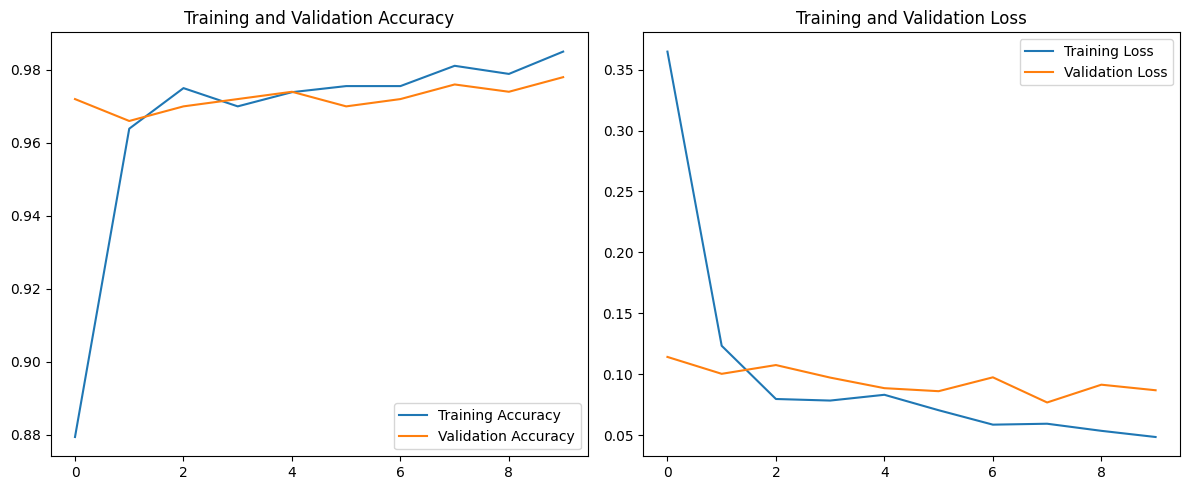 Training and Validation Accuracy
0.98
0.96
0.94
0.92
0.90
0.88
0 2 4 6 8
Training Accuracy
Validation Accuracy
Training and Validation Loss
0.35
0.30
0.25
0.20
0.15
0.10
0.05
0 2 4 6 8
Training Loss
Validation Loss